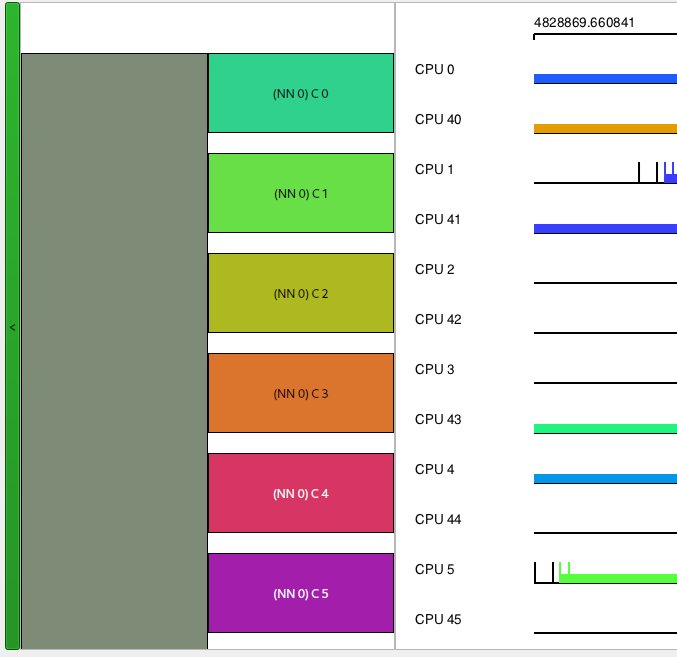 4828869.660841
CPU 0
(NN 0) C 0
CPU 40
CPU 1
(NN 0) C 1
CPU 41
CPU 2
(NN 0) C 2
CPU 42
<
CPU 3
(NN 0) C 3
CPU 43
CPU 4
(NN 0) C 4
CPU 44
CPU 5
(NN 0) C 5
CPU 45